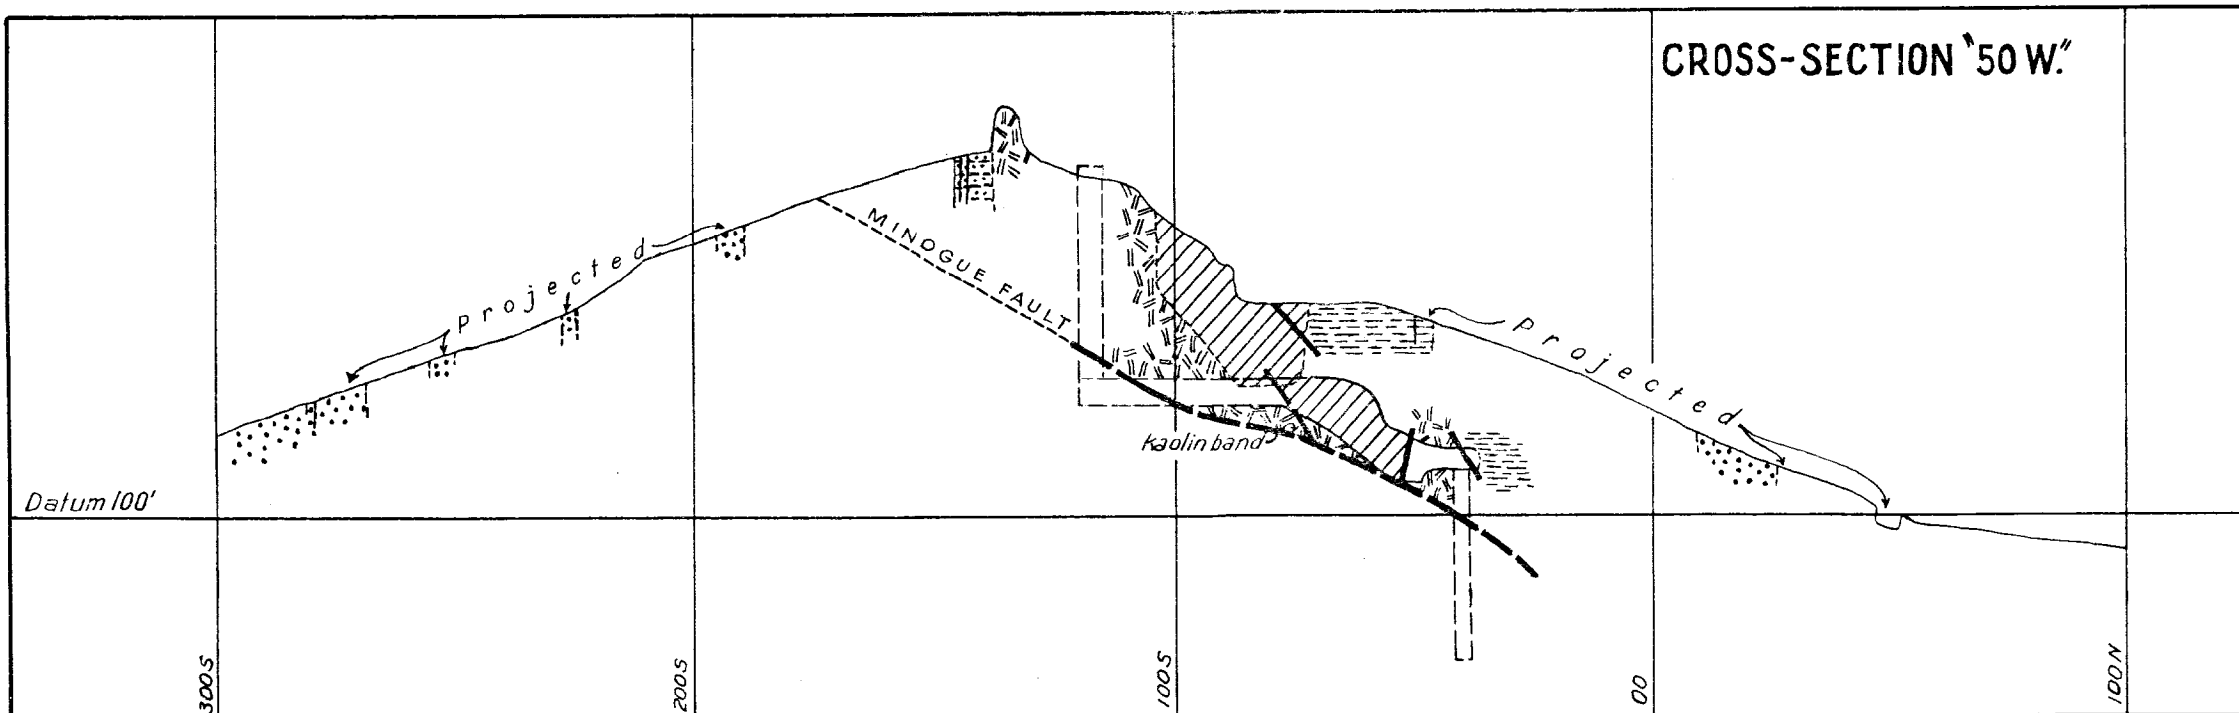 CROSS-SECTION "50 W."
Projected
MINOGUE FAULT
Projected
Kaolin band
Datum 100'
300S
200S
100S
00
100N